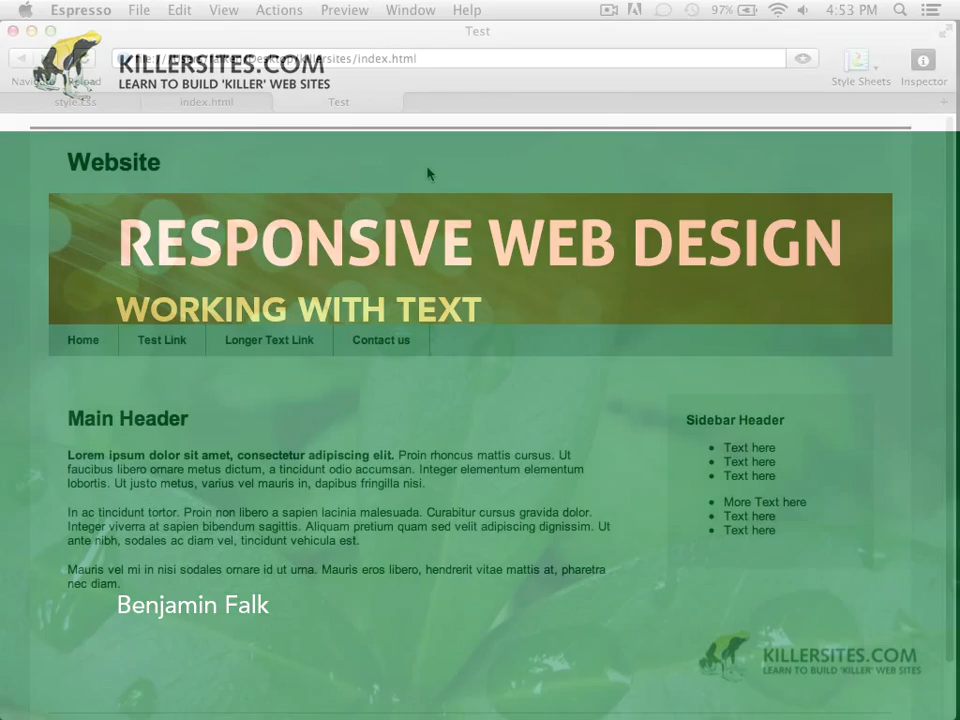 Espresso File Edit View Actions Preview Window Help 97% 4:53 PM
Test
KILLERSITES.COM
LEARN TO BUILD 'KILLER' WEB SITES
Style Sheets Inspector
style.css index.html Test
Website
RESPONSIVE WEB DESIGN
WORKING WITH TEXT
Home Test Link Longer Text Link Contact us
Main Header
Lorem ipsum dolor sit amet, consectetur adipiscing elit. Proin rhoncus mattis cursus. Ut
faucibus libero ornare metus dictum, a tincidunt odio accumsan. Integer elementum elementum
lobortis. Ut justo metus, varius vel mauris in, dapibus fringilla nisi.
In ac tincidunt tortor. Proin non libero a sapien lacinia malesuada. Curabitur cursus gravida dolor.
Integer viverra at sapien bibendum sagittis. Aliquam pretium quam sed velit adipiscing dignissim. Ut
ante nibh, sodales ac diam vel, tincidunt vehicula est.
Mauris vel mi in nisi sodales ornare id ut urna. Mauris eros libero, hendrerit vitae mattis at, pharetra
nec diam.
Sidebar Header
Text here
Text here
Text here
More Text here
Text here
Text here
Benjamin Falk
KILLERSITES.COM
LEARN TO BUILD 'KILLER' WEB SITES